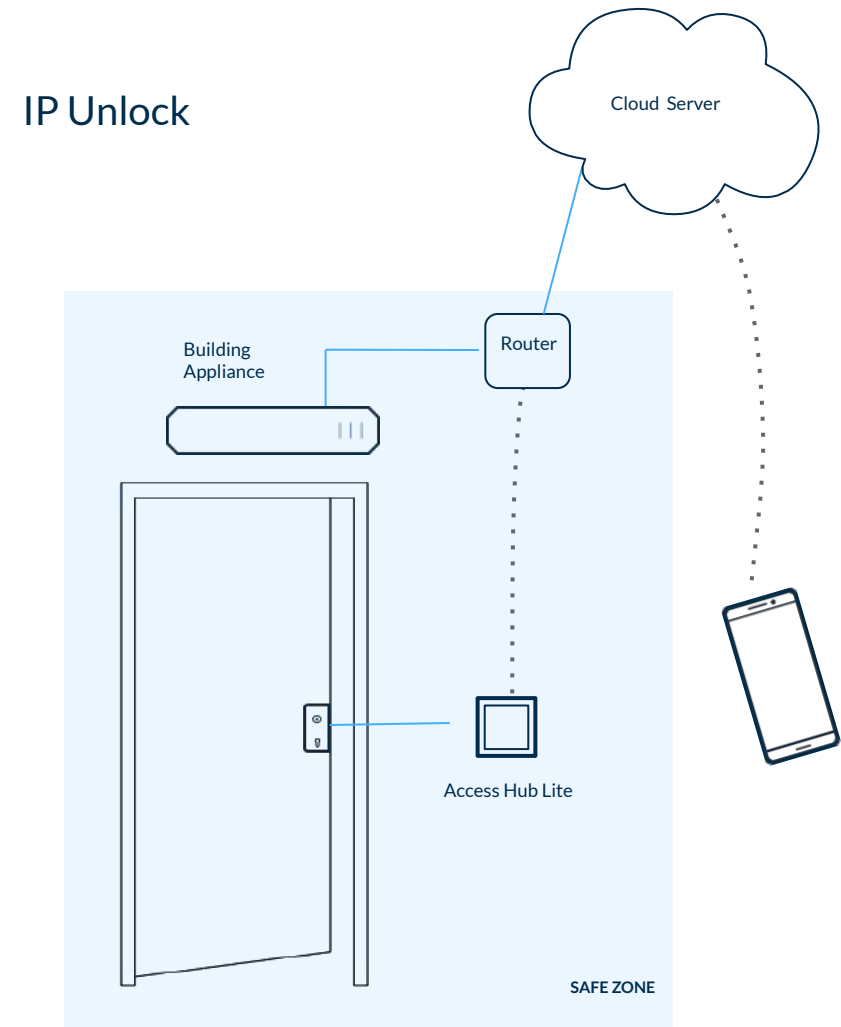 IP Unlock
Cloud Server
Router
Building
Appliance
Access Hub Lite
SAFE ZONE